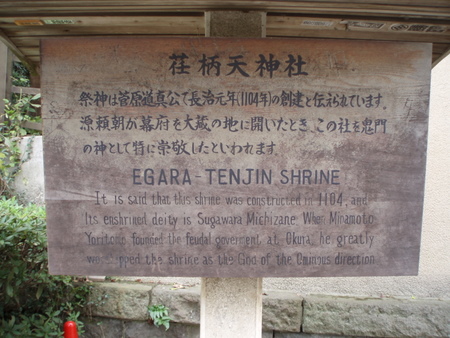 荏柄天神社
祭神は菅原道真公で長治元年(1104年)の創建と伝えられています。
源頼朝が幕府を大蔵の地に開いたとき、この社を鬼門
の神として特に崇敬したといわれます。
EGARA-TENJIN SHRINE
It is said that this shrine was constructed in 1104, and
its enshrined deity is Sugawara Michizane. When Minamoto
Yoritomo founded the feudal goverment at Okura, he greatly
worshipped the shrine as the God of the direction